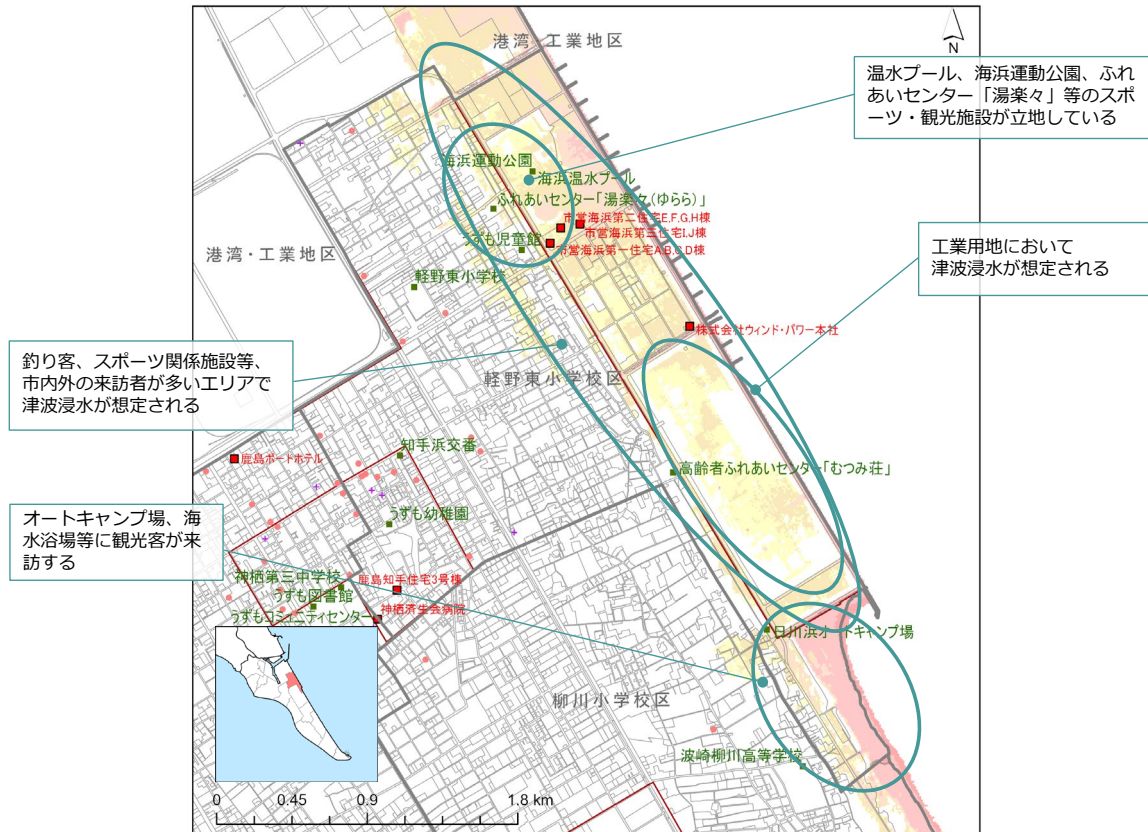 港湾・工業地区
N
温水プール、海浜運動公園、ふれ
あいセンター「湯楽々」等のスポ
ーツ・観光施設が立地している
海浜運動公園
海浜温水プール
ふれあいセンター「湯楽々(ゆらら)」
市営海浜第二住宅E,F,G,H棟
市営海浜第三住宅I,J棟
うずも児童館
市営海浜第一住宅A,B,C,D棟
港湾・工業地区
軽野東小学校
工業用地において
津波浸水が想定される
株式会社ウィンド・パワー本社
釣り客、スポーツ関係施設等、
市内外の来訪者が多いエリアで
津波浸水が想定される
軽野東小学校区
知手浜交番
鹿島ポートホテル
高齢者ふれあいセンター「むつみ荘」
オートキャンプ場、海
水浴場等に観光客が来
訪する
うずも幼稚園
神栖第三中学校
鹿島知手住宅3号棟
うずも図書館
神栖済生会病院
うずもコミュニティセンター
日川浜オートキャンプ場
柳川小学校区
波崎柳川高等学校
0 0.45 0.9 1.8 km